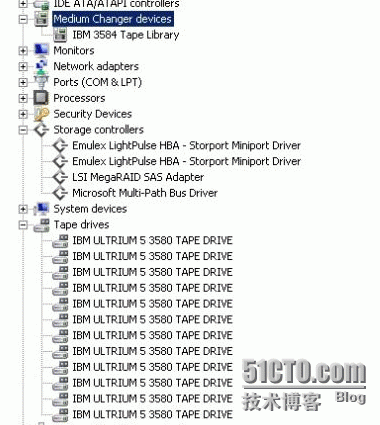 IDE ATA/ATAPI controllers
Medium Changer devices
IBM 3584 Tape Library
Monitors
Network adapters
Ports (COM & LPT)
Processors
Security Devices
Storage controllers
Emulex LightPulse HBA - Storport Miniport Driver
Emulex LightPulse HBA - Storport Miniport Driver
LSI MegaRAID SAS Adapter
Microsoft Multi-Path Bus Driver
System devices
Tape drives
IBM ULTRIUM 5 3580 TAPE DRIVE
IBM ULTRIUM 5 3580 TAPE DRIVE
IBM ULTRIUM 5 3580 TAPE DRIVE
IBM ULTRIUM 5 3580 TAPE DRIVE
IBM ULTRIUM 5 3580 TAPE DRIVE
IBM ULTRIUM 5 3580 TAPE DRIVE
IBM ULTRIUM 5 3580 TAPE DRIVE
IBM ULTRIUM 5 3580 TAPE DRIVE
IBM ULTRIUM 5 3580 TAPE DRIVE
IBM ULTRIUM 5 3580 TAPE DRIVE
IBM ULTRIUM 5 3580 TAPE DRIVE
IBM ULTRIUM 5 3580 TAPE DRIVE
51CTO.com
技术博客 Blog